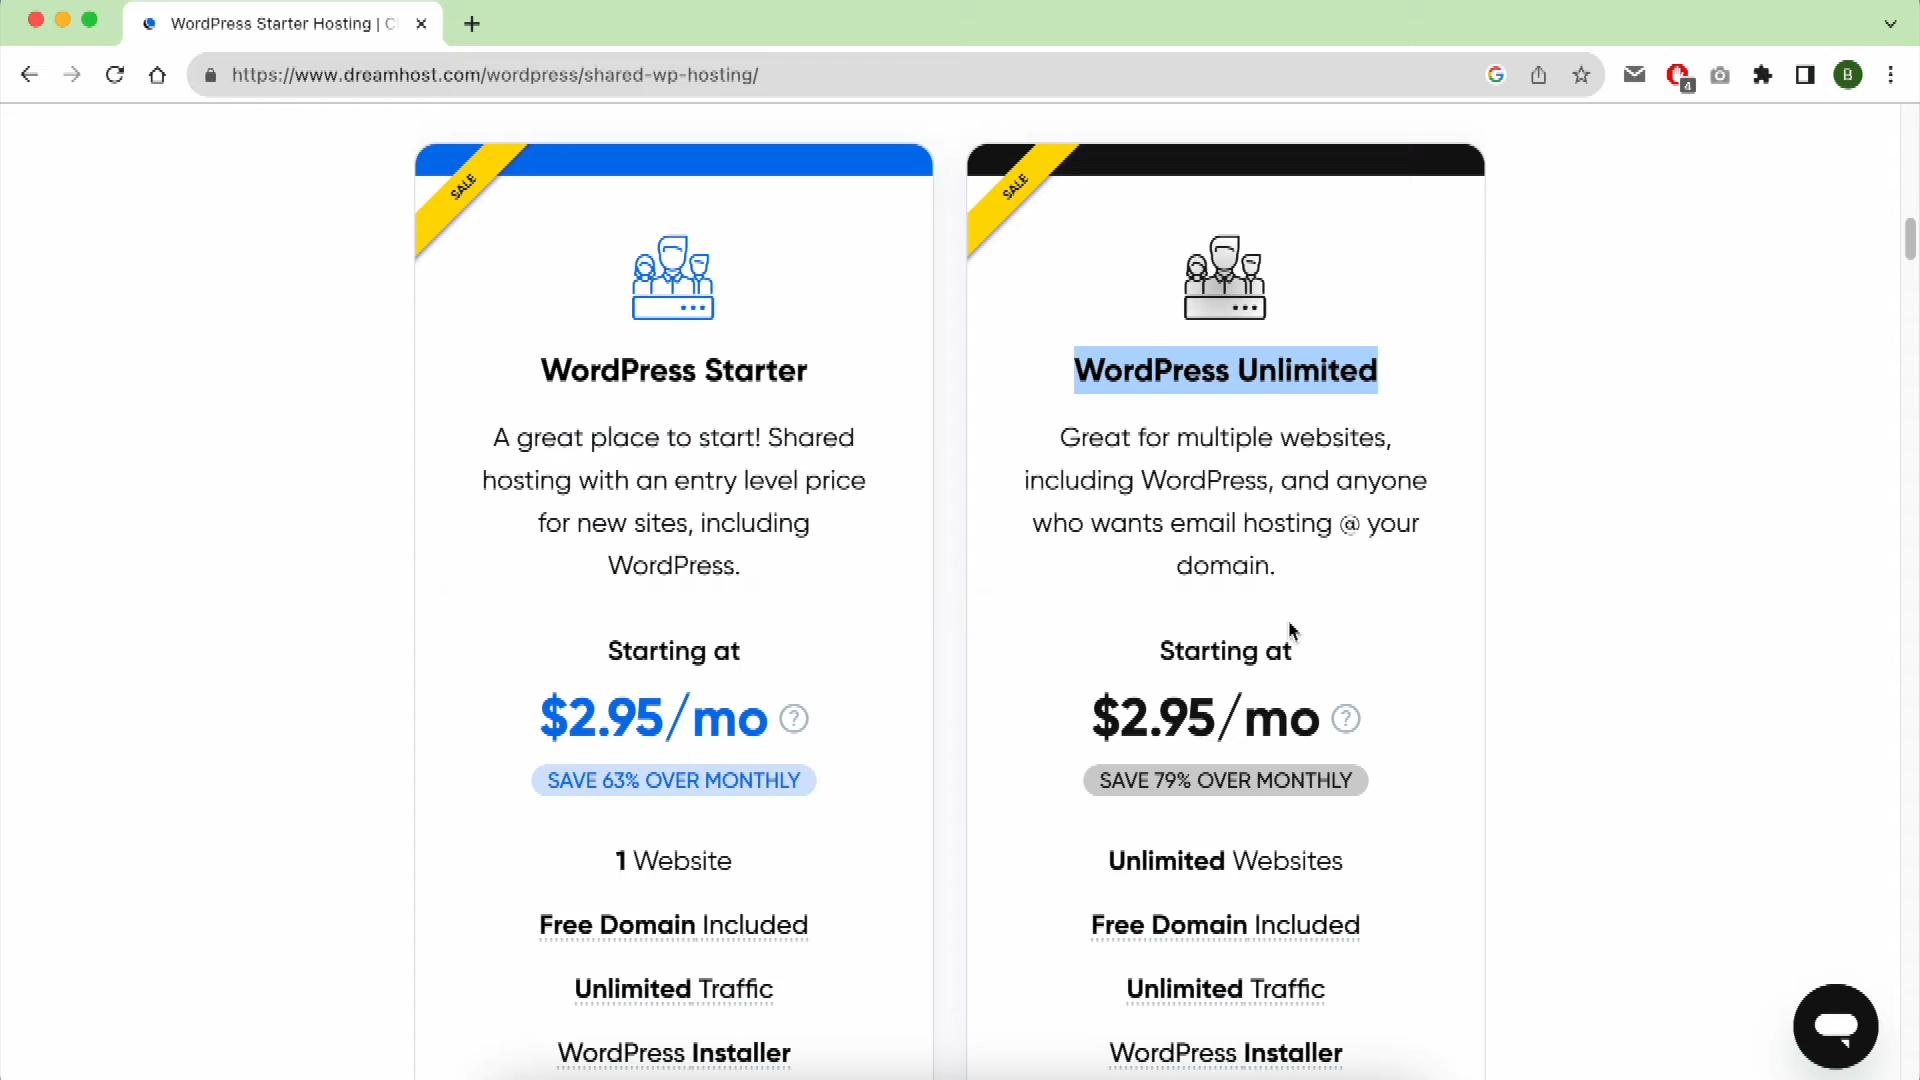 WordPress Starter Hosting | C
https://www.dreamhost.com/wordpress/shared-wp-hosting/
4
B
SALE
WordPress Starter
A great place to start! Shared
hosting with an entry level price
for new sites, including
WordPress.
Starting at
$2.95/mo ?
SAVE 63% OVER MONTHLY
1 Website
Free Domain Included
Unlimited Traffic
WordPress Installer
SALE
WordPress Unlimited
Great for multiple websites,
including WordPress, and anyone
who wants email hosting @ your
domain.
Starting at
$2.95/mo ?
SAVE 79% OVER MONTHLY
Unlimited Websites
Free Domain Included
Unlimited Traffic
WordPress Installer